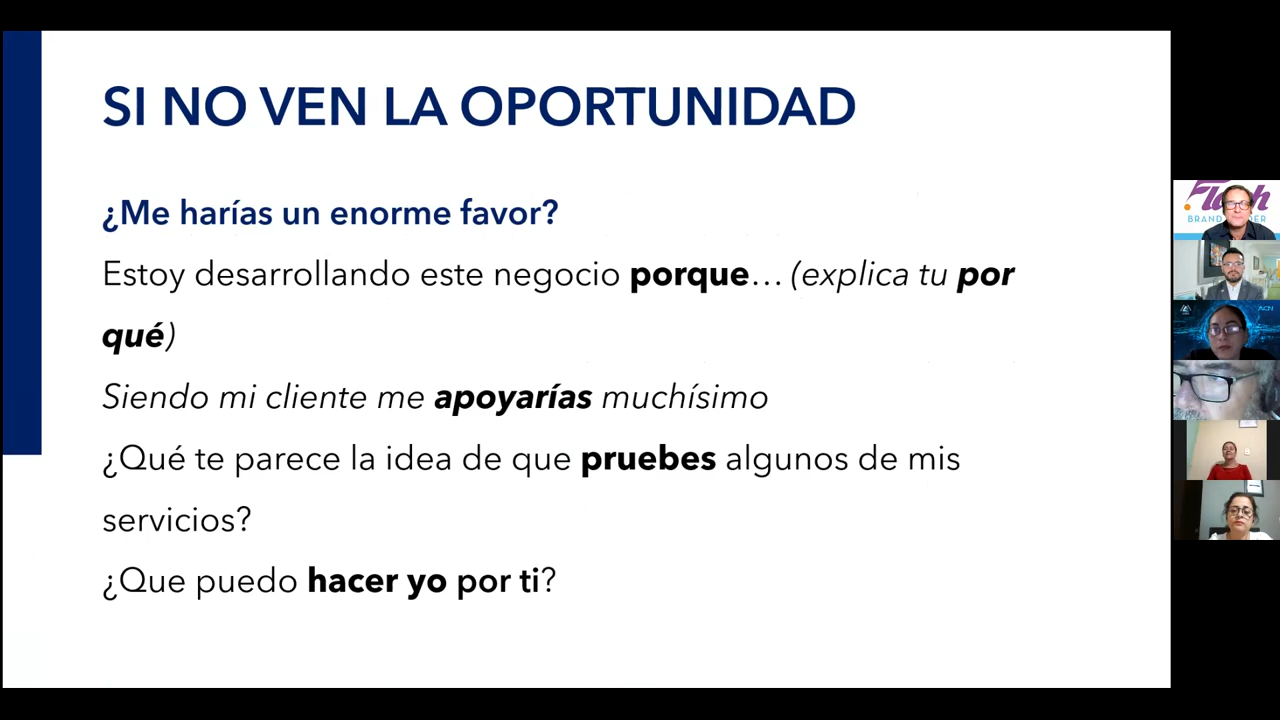 SI NO VEN LA OPORTUNIDAD
¿Me harías un enorme favor?
Estoy desarrollando este negocio porque… (explica tu por
qué)
Siendo mi cliente me apoyarías muchísimo
¿Qué te parece la idea de que pruebes algunos de mis
servicios?
¿Que puedo hacer yo por ti?
ACN